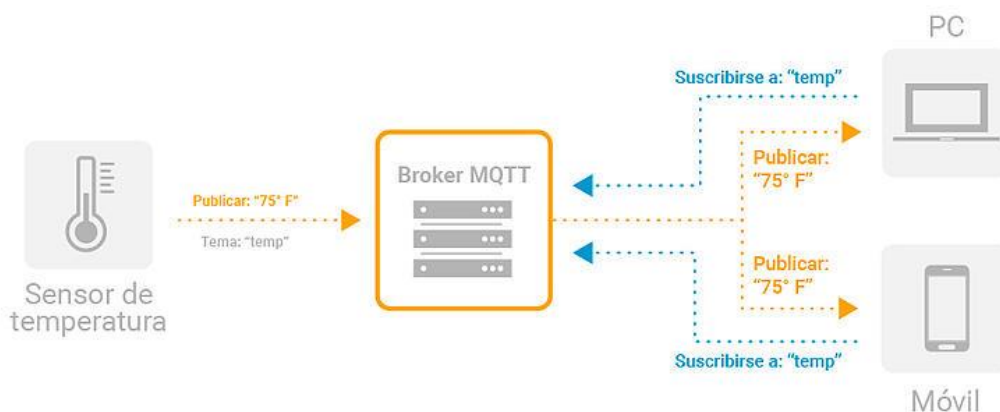 PC
Suscribirse a: “temp”
Publicar:
“75° F”
Broker MQTT
Publicar: “75° F”
Tema: “temp”
Sensor de
temperatura
Publicar:
“75° F”
Suscribirse a: “temp”
Móvil